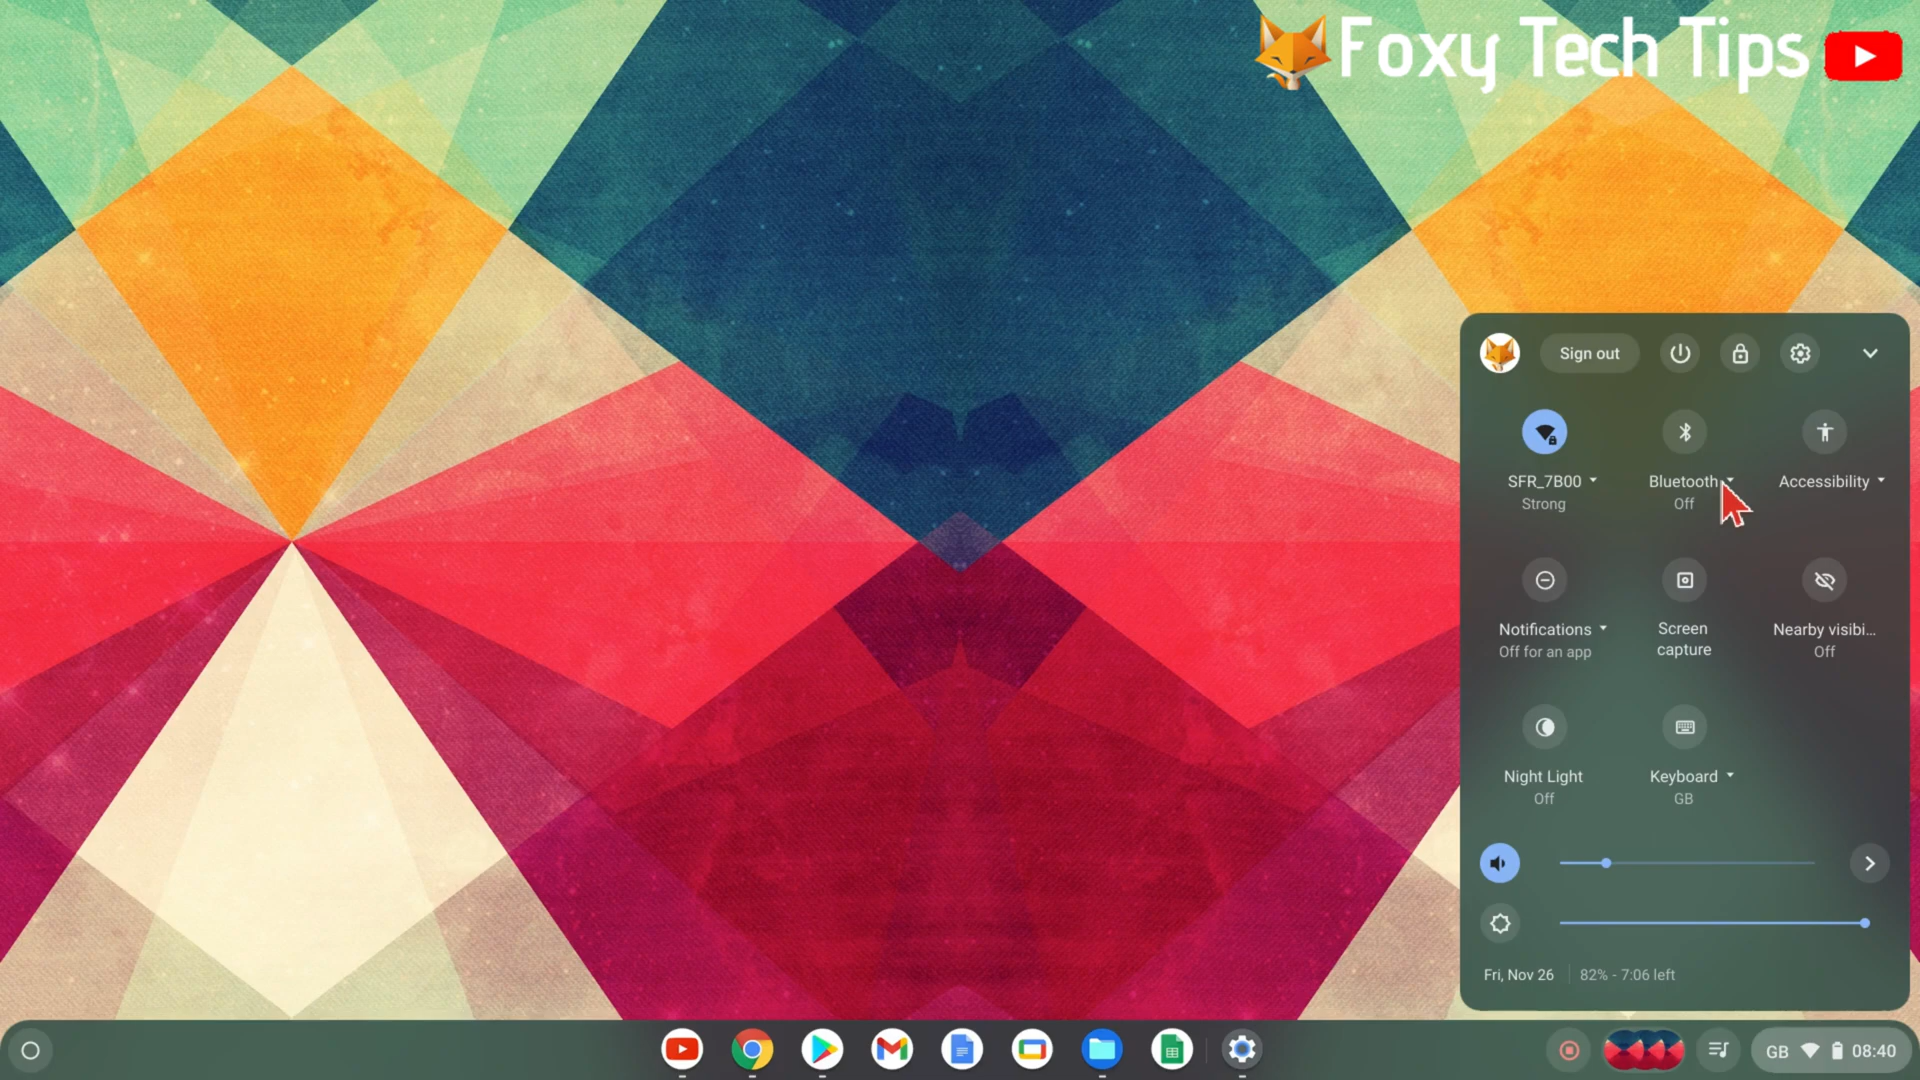 Foxy Tech Tips
Sign out
SFR_7B00
Strong
Bluetooth
Off
Accessibility
Notifications
Off for an app
Screen
capture
Nearby visibi...
Off
Night Light
Off
Keyboard
GB
Fri, Nov 26
82% - 7:06 left
GB
08:40